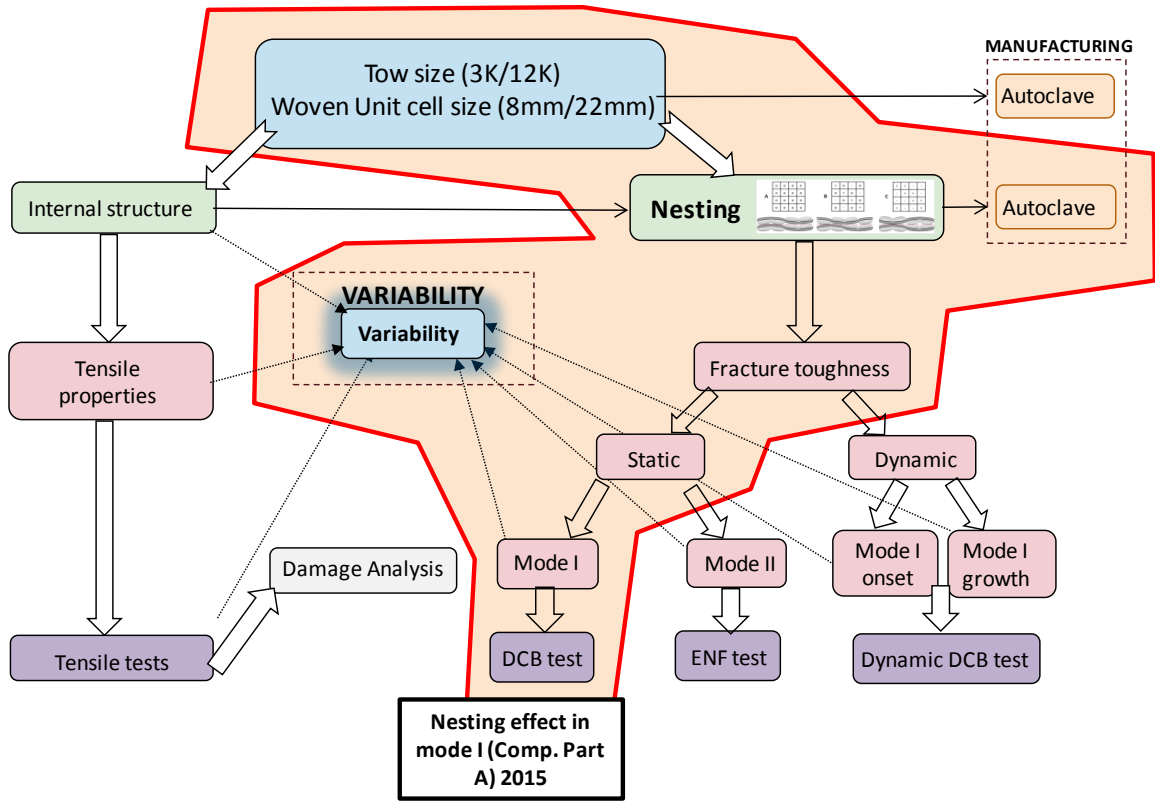 MANUFACTURING
Tow size (3K/12K)
Woven Unit cell size (8mm/22mm)
Autoclave
Internal structure
Nesting
A
B
C
Autoclave
VARIABILITY
Variability
Tensile
properties
Fracture toughness
Static
Dynamic
Mode I
Mode II
Mode I
onset
Mode I
growth
Damage Analysis
Tensile tests
DCB test
ENF test
Dynamic DCB test
Nesting effect in
mode I (Comp. Part
A) 2015